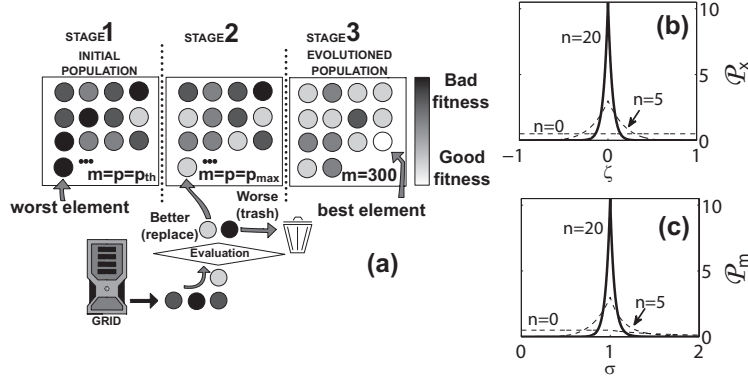 STAGE1
INITIAL
POPULATION
m=p=pth
worst element
STAGE2
m=p=pmax
STAGE3
EVOLUTIONED
POPULATION
m=300
best element
Bad
fitness
Good
fitness
Better
(replace)
Worse
(trash)
Evaluation
GRID
(a)
(b)
n=20
n=5
n=0
10
5
0
𝒫x
−1
0
1
ζ
(c)
n=20
n=5
n=0
10
5
0
𝒫m
0
1
2
σ